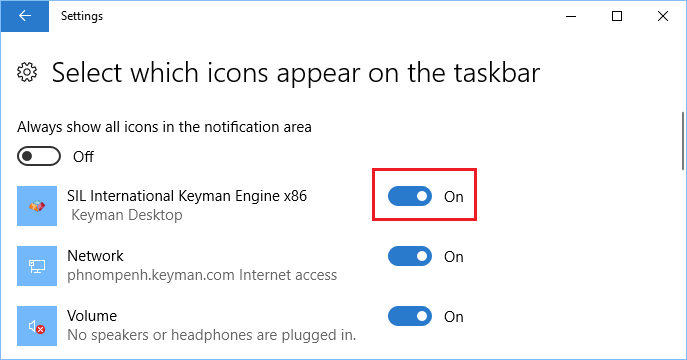 Settings
Select which icons appear on the taskbar
Always show all icons in the notification area
Off
SIL International Keyman Engine x86
On
Keyman Desktop
Network
On
phnompenh.keyman.com Internet access
Volume
On
No speakers or headphones are plugged in.